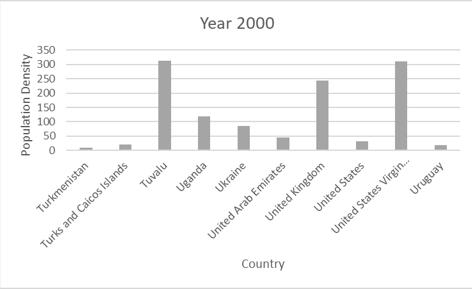 Year 2000
Population Density
350
300
250
200
150
100
50
0
Turkmenistan
Turks and Caicos Islands
Tuvalu
Uganda
Ukraine
United Arab Emirates
United Kingdom
United States
United States Virgin...
Uruguay
Country